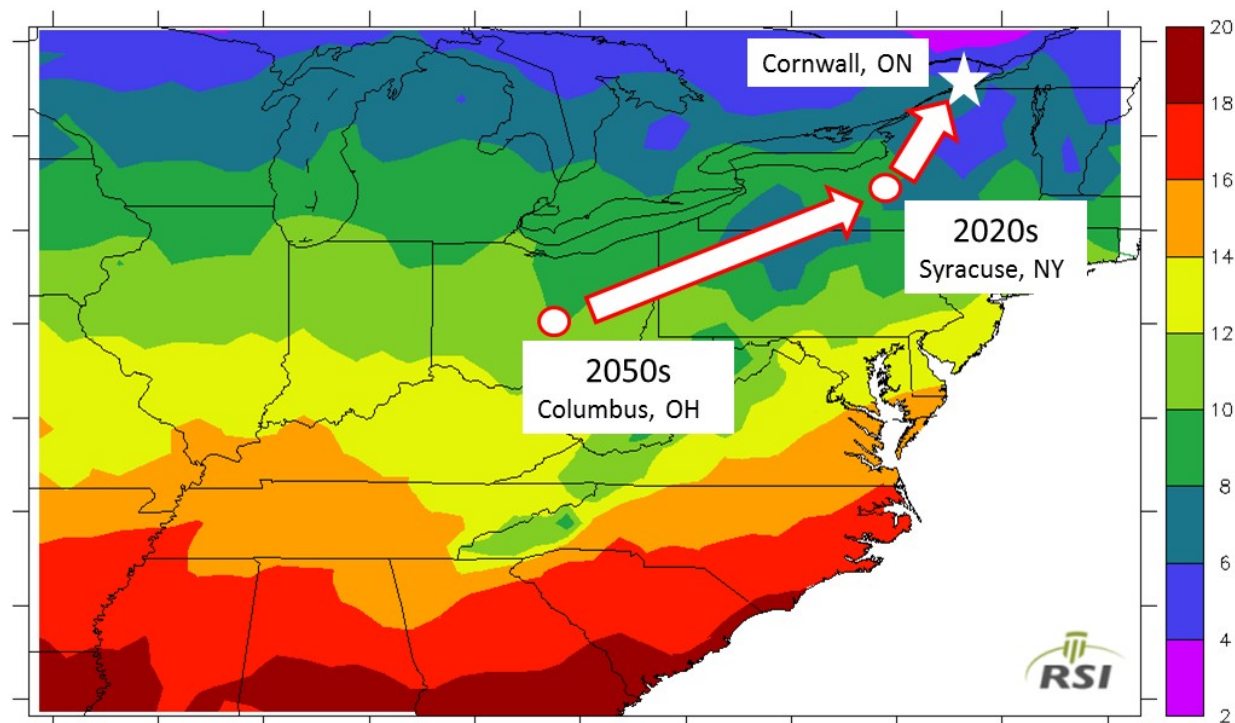 20
Cornwall, ON
18
16
2020s
Syracuse, NY
14
12
2050s
Columbus, OH
10
8
6
4
RSI
2